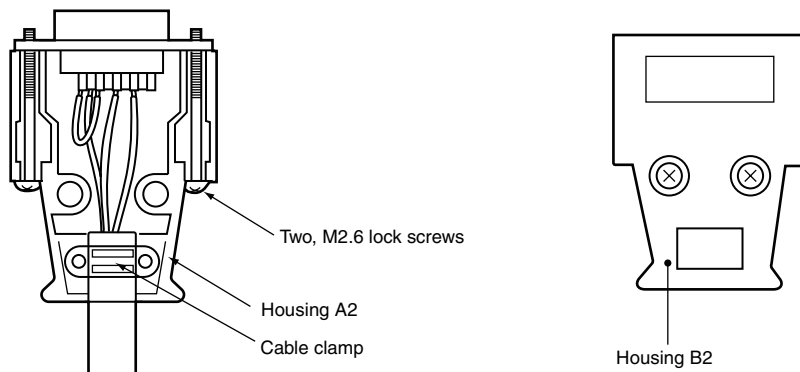 Two, M2.6 lock screws
Housing A2
Cable clamp
Housing B2